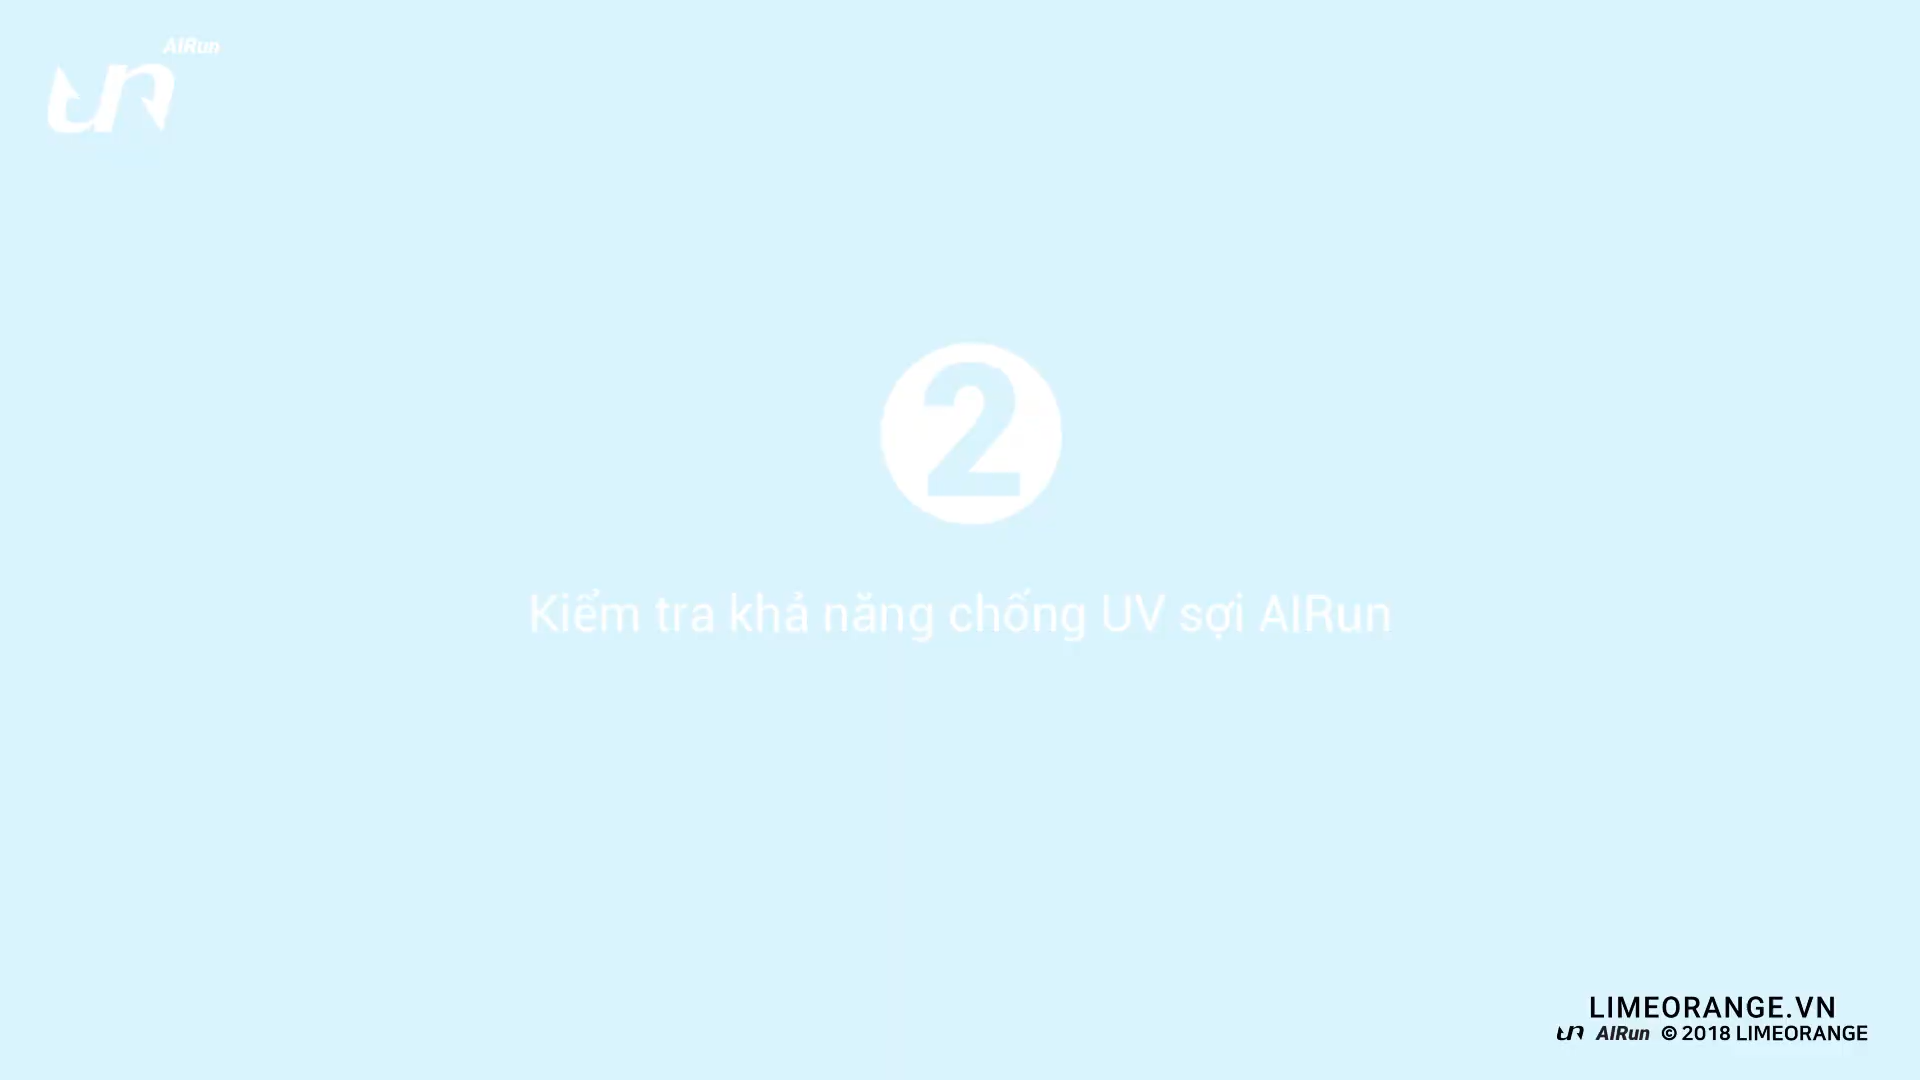 AIRun
2
Kiểm tra khả năng chống UV sợi AIRun
LIMEORANGE.VN
AIRun © 2018 LIMEORANGE